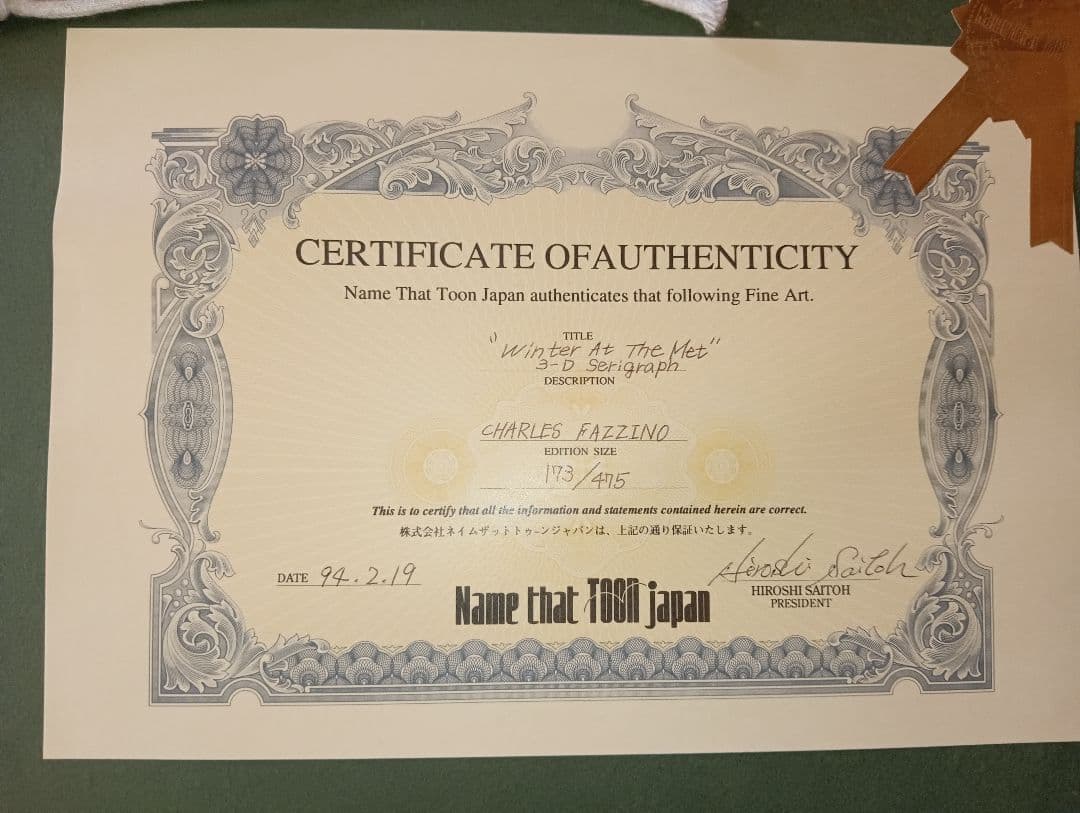 CERTIFICATE OFAUTHENTICITY
Name That Toon Japan authenticates that following Fine Art.
TITLE
"Winter At The Met"
3-D Serigraph
DESCRIPTION
CHARLES FAZZINO
EDITION SIZE
173/475
This is to certify that all the information and statements contained herein are correct.
株式会社ネイムザットトゥーンジャパンは、上記の通り保証いたします。
DATE 94.2.19
Hiroshi Saitoh
HIROSHI SAITOH
PRESIDENT
Name that TOON japan